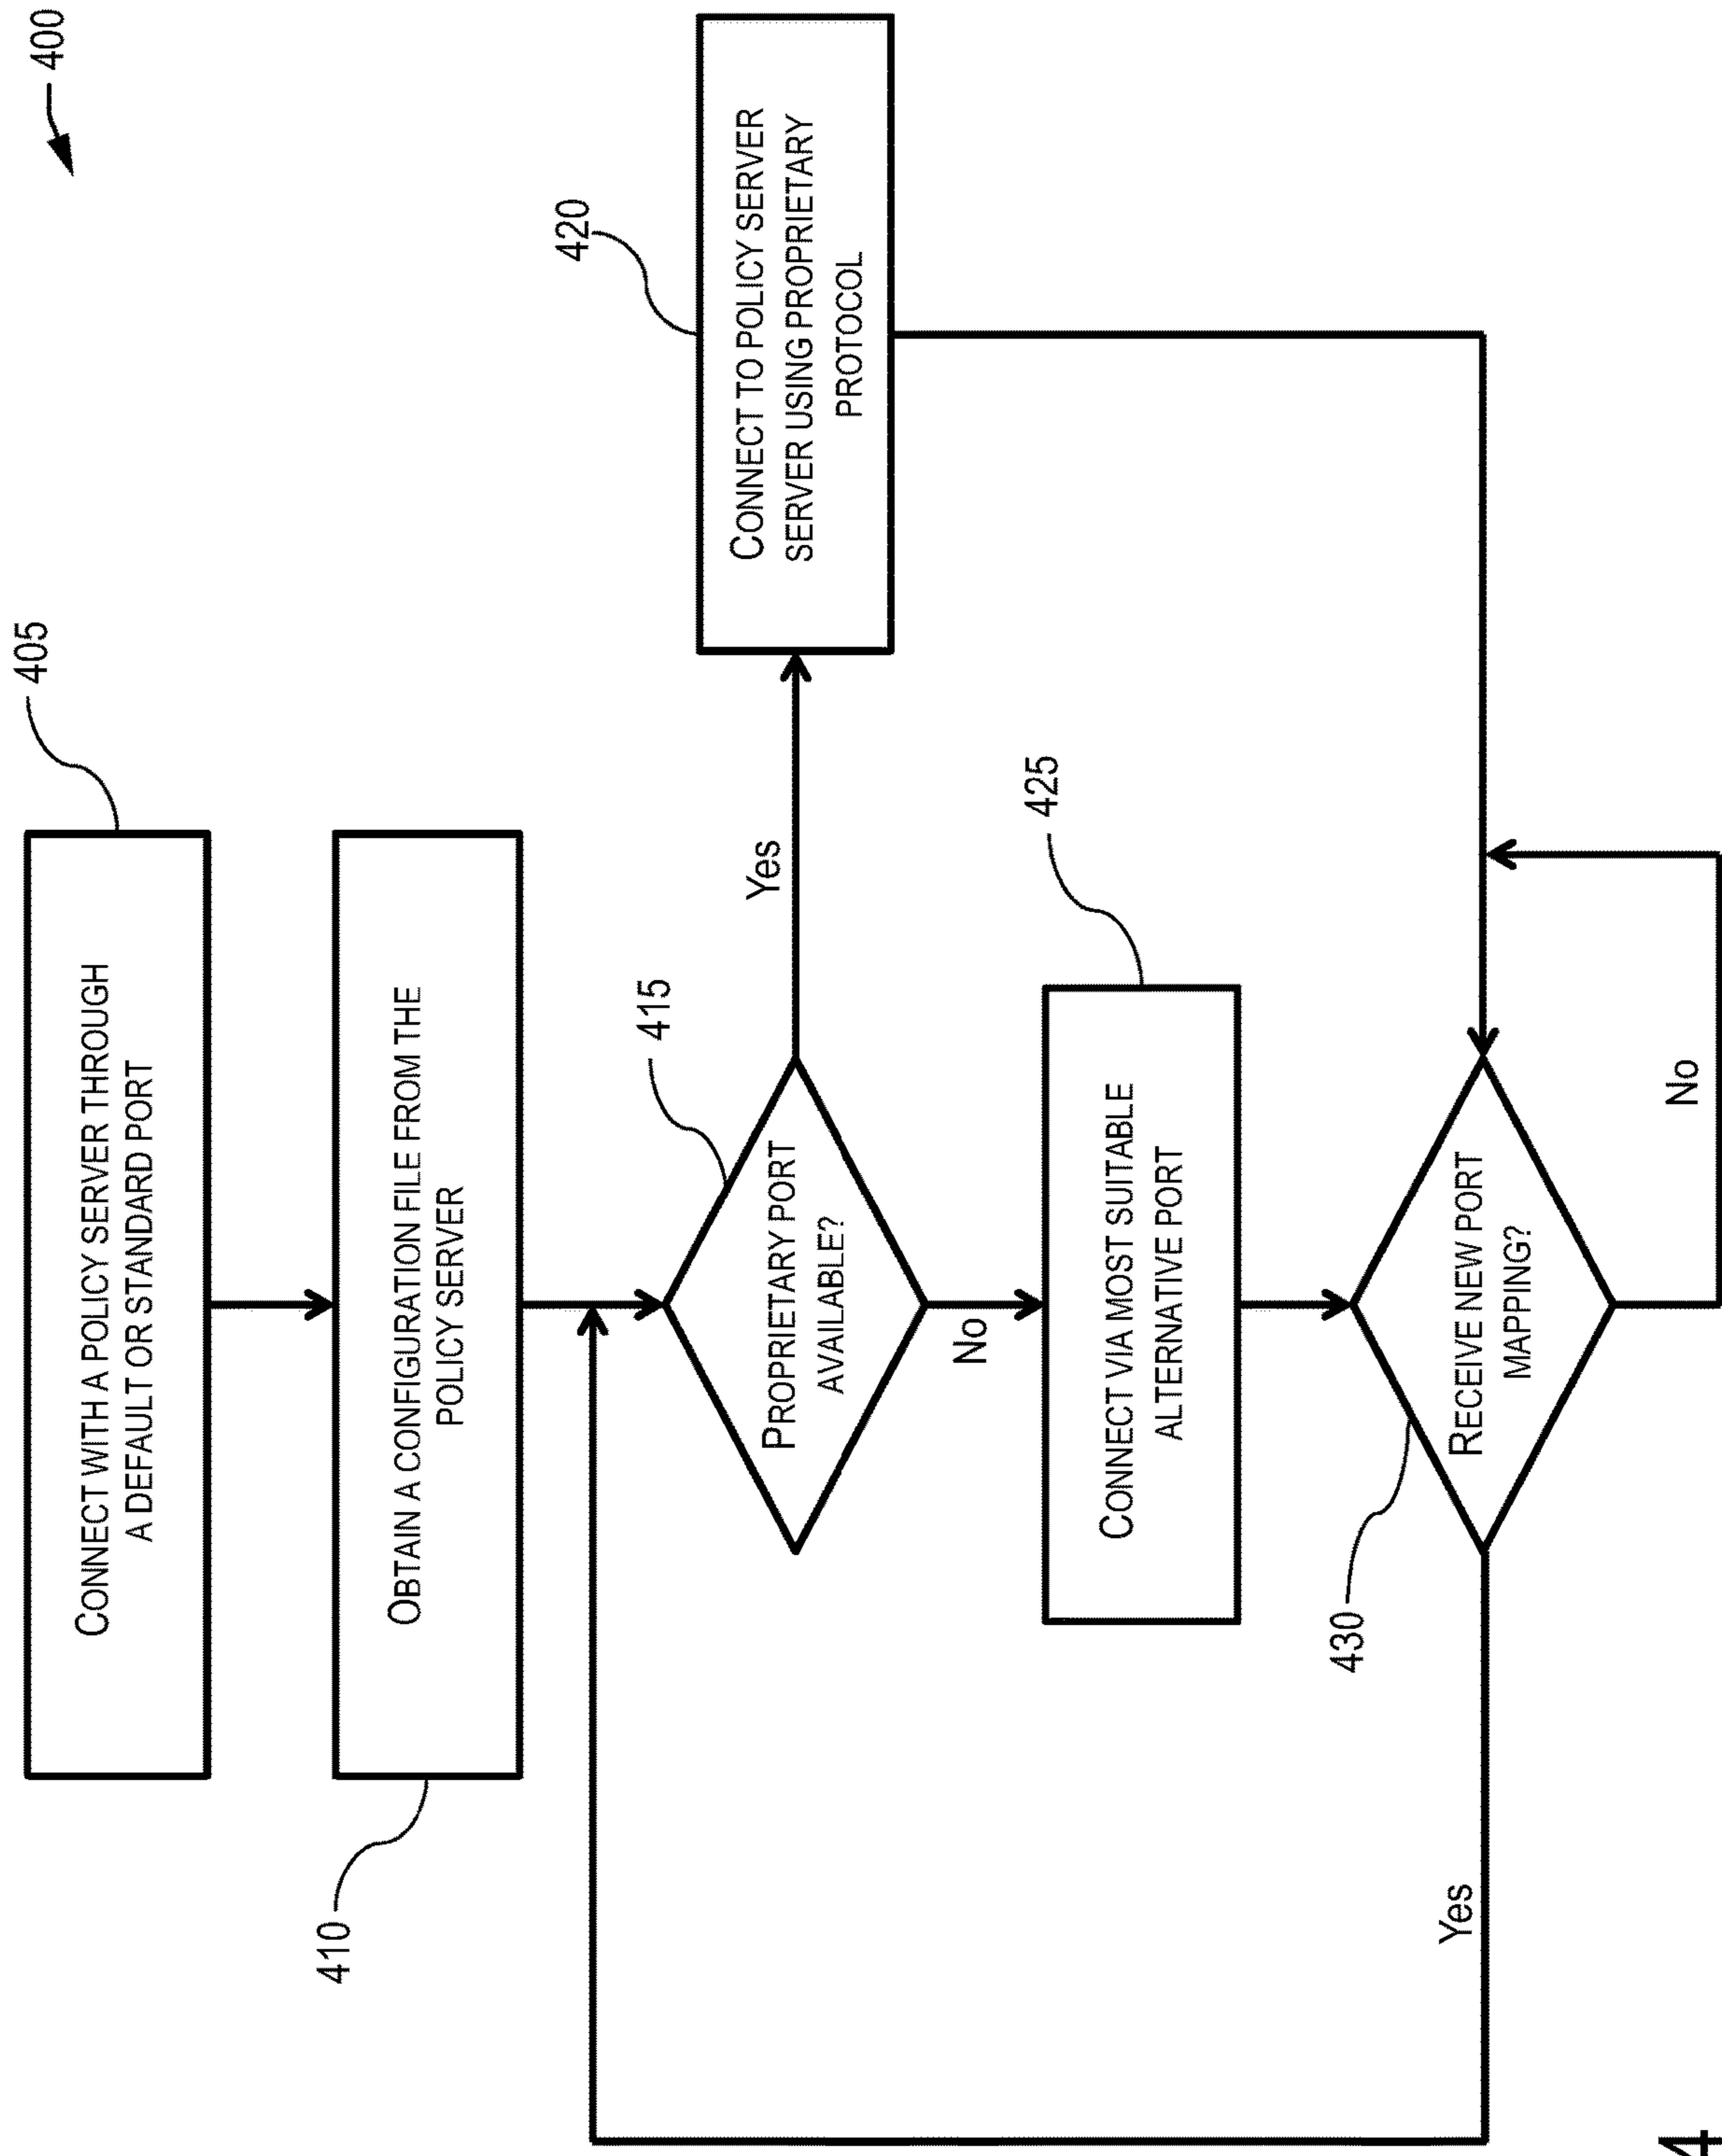 400
405
CONNECT WITH A POLICY SERVER THROUGH
A DEFAULT OR STANDARD PORT
410
OBTAIN A CONFIGURATION FILE FROM THE
POLICY SERVER
415
PROPRIETARY PORT
AVAILABLE?
Yes
420
CONNECT TO POLICY SERVER
SERVER USING PROPRIETARY
PROTOCOL
No
425
CONNECT VIA MOST SUITABLE
ALTERNATIVE PORT
430
RECEIVE NEW PORT
MAPPING?
Yes
No
4